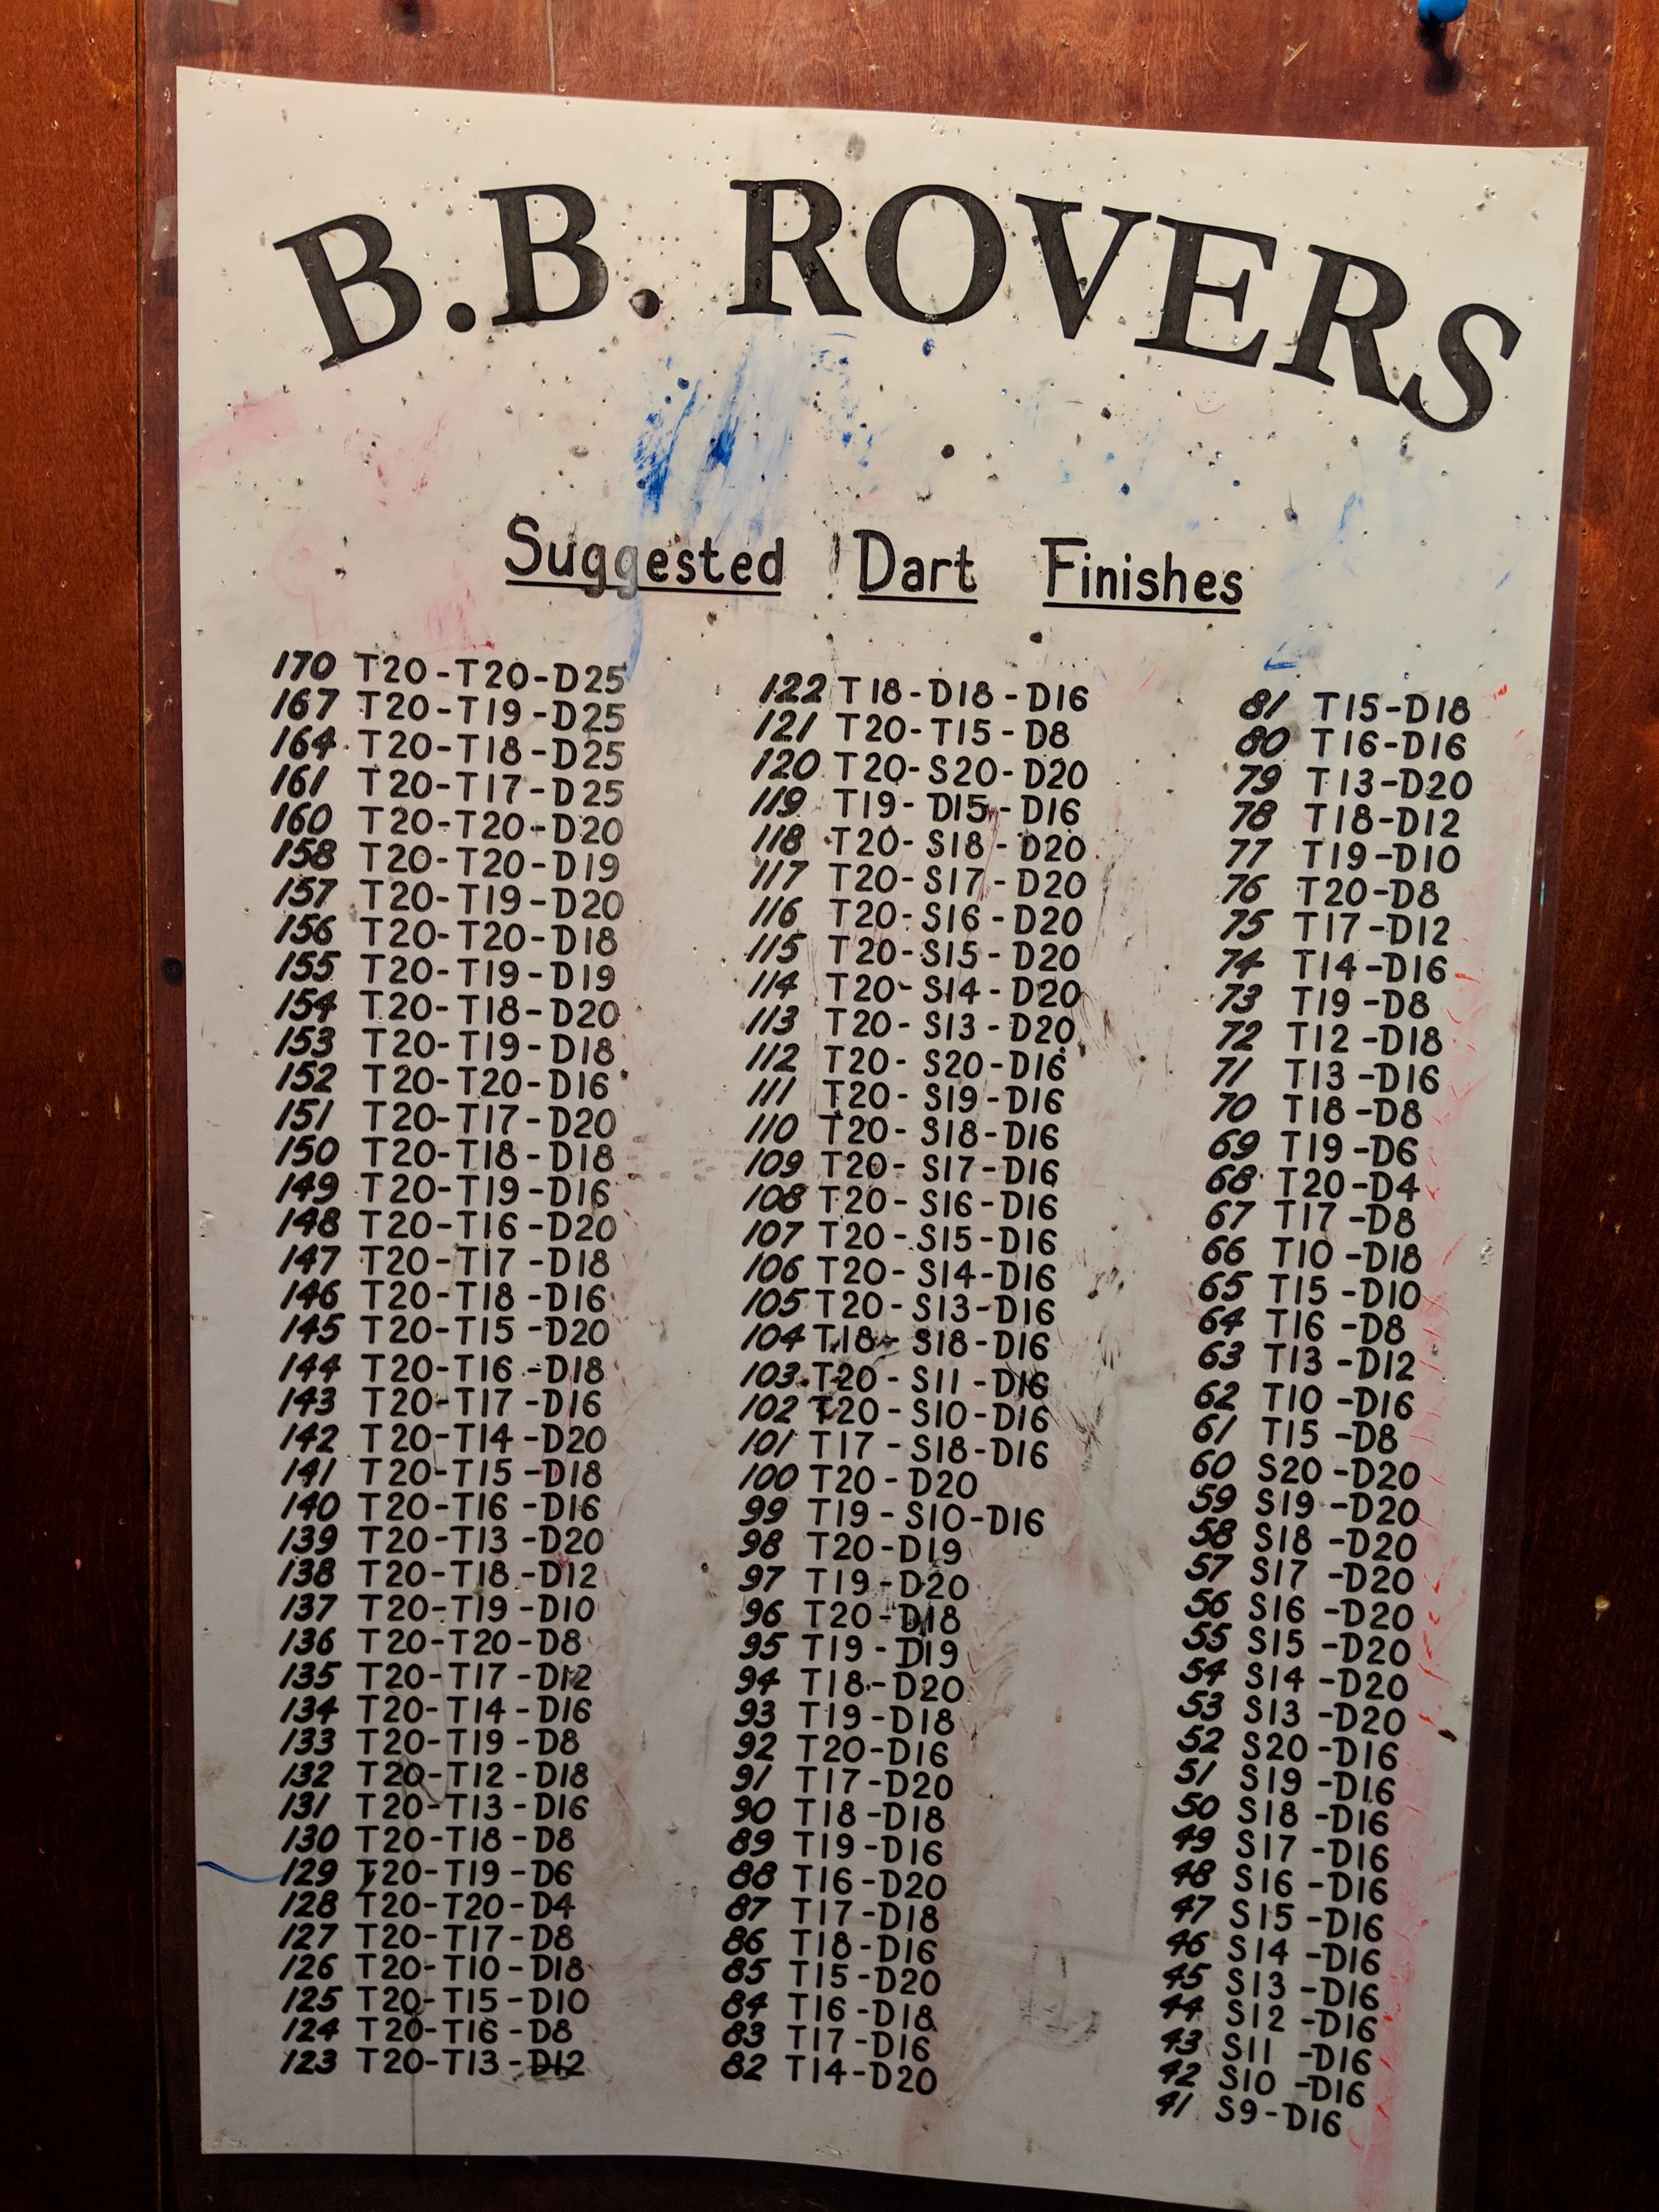 B.B. ROVERS
Suggested Dart Finishes
170 T20-T20-D25
167 T20-T19-D25
164 T20-T18-D25
161 T20-T17-D25
160 T20-T20-D20
158 T20-T20-D19
157 T20-T19-D20
156 T20-T20-D18
155 T20-T19-D19
154 T20-T18-D20
153 T20-T19-D18
152 T20-T20-D16
151 T20-T17-D20
150 T20-T18-D18
149 T20-T19-D16
148 T20-T16-D20
147 T20-T17-D18
146 T20-T18-D16
145 T20-T15-D20
144 T20-T16-D18
143 T20-T17-D16
142 T20-T14-D20
141 T20-T15-D18
140 T20-T16-D16
139 T20-T13-D20
138 T20-T18-D12
137 T20-T19-D10
136 T20-T20-D8
135 T20-T17-D12
134 T20-T14-D16
133 T20-T19-D8
132 T20-T12-D18
131 T20-T13-D16
130 T20-T18-D8
129 T20-T19-D6
128 T20-T20-D4
127 T20-T17-D8
126 T20-T10-D18
125 T20-T15-D10
124 T20-T16-D8
123 T20-T13-D12
122 T18-D18-D16
121 T20-T15-D8
120 T20-S20-D20
119 T19-D15-D16
118 T20-S18-D20
117 T20-S17-D20
116 T20-S16-D20
115 T20-S15-D20
114 T20-S14-D20
113 T20-S13-D20
112 T20-S20-D16
111 T20-S19-D16
110 T20-S18-D16
109 T20-S17-D16
108 T20-S16-D16
107 T20-S15-D16
106 T20-S14-D16
105 T20-S13-D16
104 T18-S18-D16
103 T20-S11-D16
102 T20-S10-D16
101 T17-S18-D16
100 T20-D20
99 T19-S10-D16
98 T20-D19
97 T19-D20
96 T20-D18
95 T19-D19
94 T18-D20
93 T19-D18
92 T20-D16
91 T17-D20
90 T18-D18
89 T19-D16
88 T16-D20
87 T17-D18
86 T18-D16
85 T15-D20
84 T16-D18
83 T17-D16
82 T14-D20
81 T15-D18
80 T16-D16
79 T13-D20
78 T18-D12
77 T19-D10
76 T20-D8
75 T17-D12
74 T14-D16
73 T19-D8
72 T12-D18
71 T13-D16
70 T18-D8
69 T19-D6
68 T20-D4
67 T17-D8
66 T10-D18
65 T15-D10
64 T16-D8
63 T13-D12
62 T10-D16
61 T15-D8
60 S20-D20
59 S19-D20
58 S18-D20
57 S17-D20
56 S16-D20
55 S15-D20
54 S14-D20
53 S13-D20
52 S20-D16
51 S19-D16
50 S18-D16
49 S17-D16
48 S16-D16
47 S15-D16
46 S14-D16
45 S13-D16
44 S12-D16
43 S11-D16
42 S10-D16
41 S9-D16